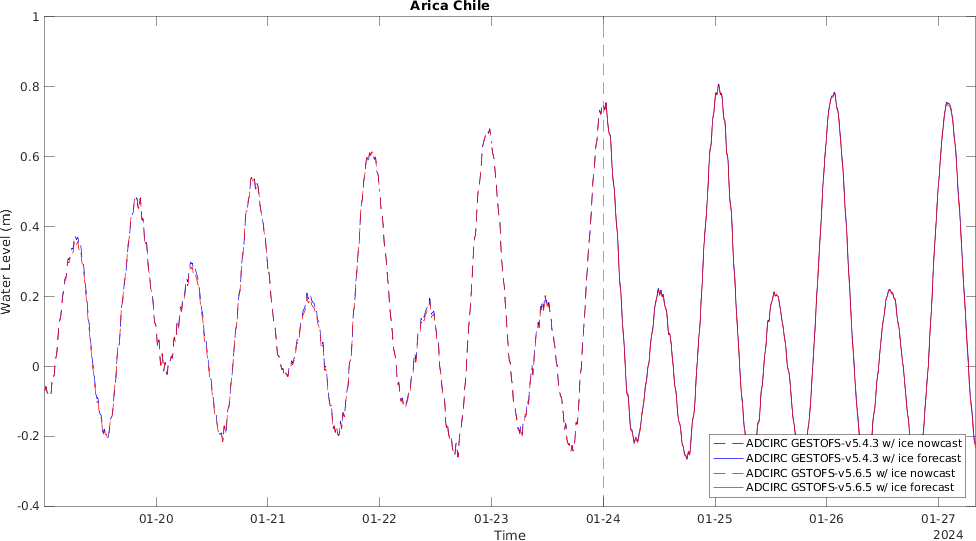 Arica Chile
1
0.8
0.6
0.4
0.2
0
-0.2
-0.4
Water Level (m)
01-20 01-21 01-22 01-23 01-24 01-25 01-26 01-27
Time
2024
ADCIRC GESTOFS-v5.4.3 w/ ice nowcast
ADCIRC GESTOFS-v5.4.3 w/ ice forecast
ADCIRC GSTOFS-v5.6.5 w/ ice nowcast
ADCIRC GSTOFS-v5.6.5 w/ ice forecast